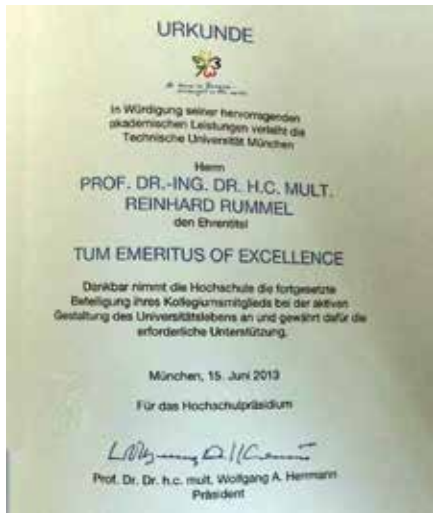 URKUNDE
In Würdigung seiner hervorragenden
akademischen Leistungen verleiht die
Technische Universität München
Herrn
PROF. DR.-ING. DR. H.C. MULT.
REINHARD RUMMEL
den Ehrentitel
TUM EMERITUS OF EXCELLENCE
Dankbar nimmt die Hochschule die fortgesetzte
Beteiligung ihres Kollegiumsmitglieds bei der aktiven
Gestaltung des Universitätslebens an und gewährt dafür die
erforderliche Unterstützung.
München, 15. Juni 2013
Für das Hochschulpräsidium
Prof. Dr. Dr. h.c. mult. Wolfgang A. Herrmann
Präsident